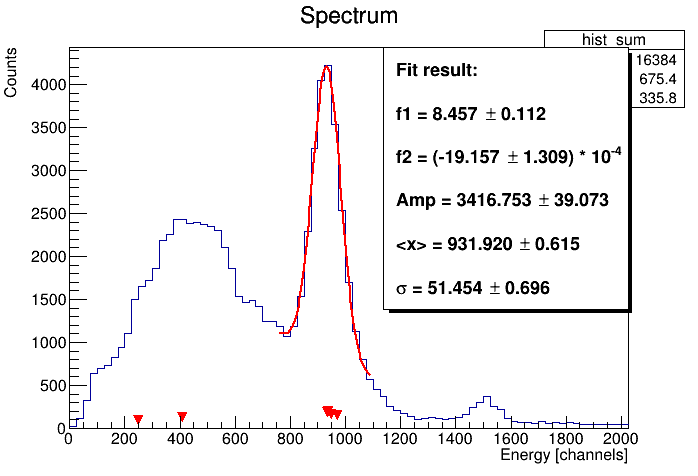 Spectrum
hist_sum
16384
675.4
335.8
Fit result:
f1 = 8.457 ± 0.112
f2 = (-19.157 ± 1.309) * 10^-4
Amp = 3416.753 ± 39.073
<x> = 931.920 ± 0.615
σ = 51.454 ± 0.696
Counts
4000
3500
3000
2500
2000
1500
1000
500
0
0 200 400 600 800 1000 1200 1400 1600 1800 2000
Energy [channels]